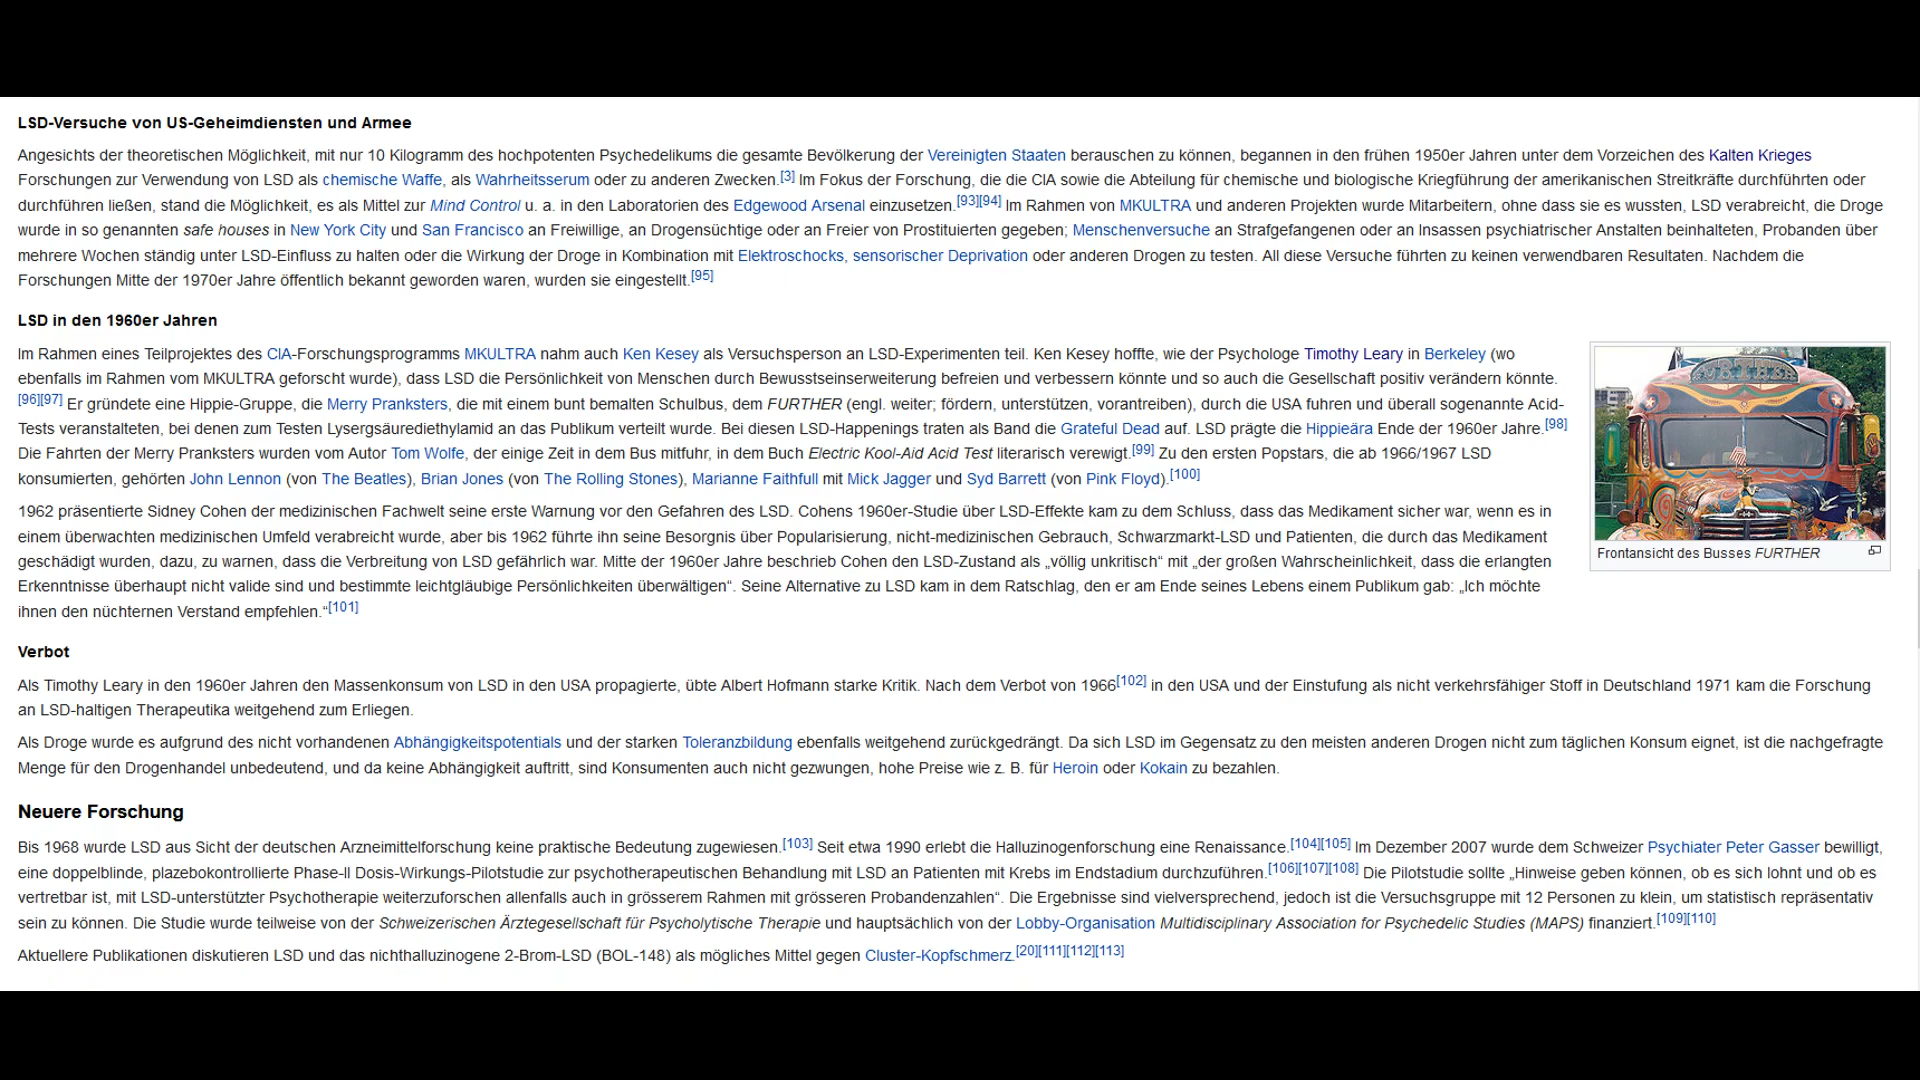 LSD-Versuche von US-Geheimdiensten und Armee
Angesichts der theoretischen Möglichkeit, mit nur 10 Kilogramm des hochpotenten Psychedelikums die gesamte Bevölkerung der Vereinigten Staaten berauschen zu können, begannen in den frühen 1950er Jahren unter dem Vorzeichen des Kalten Krieges
Forschungen zur Verwendung von LSD als chemische Waffe, als Wahrheitsserum oder zu anderen Zwecken.[3] Im Fokus der Forschung, die die CIA sowie die Abteilung für chemische und biologische Kriegführung der amerikanischen Streitkräfte durchführten oder
durchführen ließen, stand die Möglichkeit, es als Mittel zur Mind Control u. a. in den Laboratorien des Edgewood Arsenal einzusetzen.[93][94] Im Rahmen von MKULTRA und anderen Projekten wurde Mitarbeitern, ohne dass sie es wussten, LSD verabreicht, die Droge
wurde in so genannten safe houses in New York City und San Francisco an Freiwillige, an Drogensüchtige oder an Freier von Prostituierten gegeben; Menschenversuche an Strafgefangenen oder an Insassen psychiatrischer Anstalten beinhalteten, Probanden über
mehrere Wochen ständig unter LSD-Einfluss zu halten oder die Wirkung der Droge in Kombination mit Elektroschocks, sensorischer Deprivation oder anderen Drogen zu testen. All diese Versuche führten zu keinen verwendbaren Resultaten. Nachdem die
Forschungen Mitte der 1970er Jahre öffentlich bekannt geworden waren, wurden sie eingestellt.[95]
LSD in den 1960er Jahren
Im Rahmen eines Teilprojektes des CIA-Forschungsprogramms MKULTRA nahm auch Ken Kesey als Versuchsperson an LSD-Experimenten teil. Ken Kesey hoffte, wie der Psychologe Timothy Leary in Berkeley (wo
ebenfalls im Rahmen vom MKULTRA geforscht wurde), dass LSD die Persönlichkeit von Menschen durch Bewusstseinserweiterung befreien und verbessern könnte und so auch die Gesellschaft positiv verändern könnte.
[96][97] Er gründete eine Hippie-Gruppe, die Merry Pranksters, die mit einem bunt bemalten Schulbus, dem FURTHER (engl. weiter; fördern, unterstützen, vorantreiben), durch die USA fuhren und überall sogenannte Acid-
Tests veranstalteten, bei denen zum Testen Lysergsäurediethylamid an das Publikum verteilt wurde. Bei diesen LSD-Happenings traten als Band die Grateful Dead auf. LSD prägte die Hippieära Ende der 1960er Jahre.[98]
Die Fahrten der Merry Pranksters wurden vom Autor Tom Wolfe, der einige Zeit in dem Bus mitfuhr, in dem Buch Electric Kool-Aid Acid Test literarisch verewigt.[99] Zu den ersten Popstars, die ab 1966/1967 LSD
konsumierten, gehörten John Lennon (von The Beatles), Brian Jones (von The Rolling Stones), Marianne Faithfull mit Mick Jagger und Syd Barrett (von Pink Floyd).[100]
1962 präsentierte Sidney Cohen der medizinischen Fachwelt seine erste Warnung vor den Gefahren des LSD. Cohens 1960er-Studie über LSD-Effekte kam zu dem Schluss, dass das Medikament sicher war, wenn es in
einem überwachten medizinischen Umfeld verabreicht wurde, aber bis 1962 führte ihn seine Besorgnis über Popularisierung, nicht-medizinischen Gebrauch, Schwarzmarkt-LSD und Patienten, die durch das Medikament
geschädigt wurden, dazu, zu warnen, dass die Verbreitung von LSD gefährlich war. Mitte der 1960er Jahre beschrieb Cohen den LSD-Zustand als „völlig unkritisch“ mit „der großen Wahrscheinlichkeit, dass die erlangten
Erkenntnisse überhaupt nicht valide sind und bestimmte leichtgläubige Persönlichkeiten überwältigen“. Seine Alternative zu LSD kam in dem Ratschlag, den er am Ende seines Lebens einem Publikum gab: „Ich möchte
ihnen den nüchternen Verstand empfehlen.“[101]
Frontansicht des Busses FURTHER
Verbot
Als Timothy Leary in den 1960er Jahren den Massenkonsum von LSD in den USA propagierte, übte Albert Hofmann starke Kritik. Nach dem Verbot von 1966[102] in den USA und der Einstufung als nicht verkehrsfähiger Stoff in Deutschland 1971 kam die Forschung
an LSD-haltigen Therapeutika weitgehend zum Erliegen.
Als Droge wurde es aufgrund des nicht vorhandenen Abhängigkeitspotentials und der starken Toleranzbildung ebenfalls weitgehend zurückgedrängt. Da sich LSD im Gegensatz zu den meisten anderen Drogen nicht zum täglichen Konsum eignet, ist die nachgefragte
Menge für den Drogenhandel unbedeutend, und da keine Abhängigkeit auftritt, sind Konsumenten auch nicht gezwungen, hohe Preise wie z. B. für Heroin oder Kokain zu bezahlen.
Neuere Forschung
Bis 1968 wurde LSD aus Sicht der deutschen Arzneimittelforschung keine praktische Bedeutung zugewiesen.[103] Seit etwa 1990 erlebt die Halluzinogenforschung eine Renaissance.[104][105] Im Dezember 2007 wurde dem Schweizer Psychiater Peter Gasser bewilligt,
eine doppelblinde, plazebokontrollierte Phase-II Dosis-Wirkungs-Pilotstudie zur psychotherapeutischen Behandlung mit LSD an Patienten mit Krebs im Endstadium durchzuführen.[106][107][108] Die Pilotstudie sollte „Hinweise geben können, ob es sich lohnt und ob es
vertretbar ist, mit LSD-unterstützter Psychotherapie weiterzuforschen allenfalls auch in grösserem Rahmen mit grösseren Probandenzahlen“. Die Ergebnisse sind vielversprechend, jedoch ist die Versuchsgruppe mit 12 Personen zu klein, um statistisch repräsentativ
sein zu können. Die Studie wurde teilweise von der Schweizerischen Ärztegesellschaft für Psycholytische Therapie und hauptsächlich von der Lobby-Organisation Multidisciplinary Association for Psychedelic Studies (MAPS) finanziert.[109][110]
Aktuellere Publikationen diskutieren LSD und das nichthalluzinogene 2-Brom-LSD (BOL-148) als mögliches Mittel gegen Cluster-Kopfschmerz.[20][111][112][113]